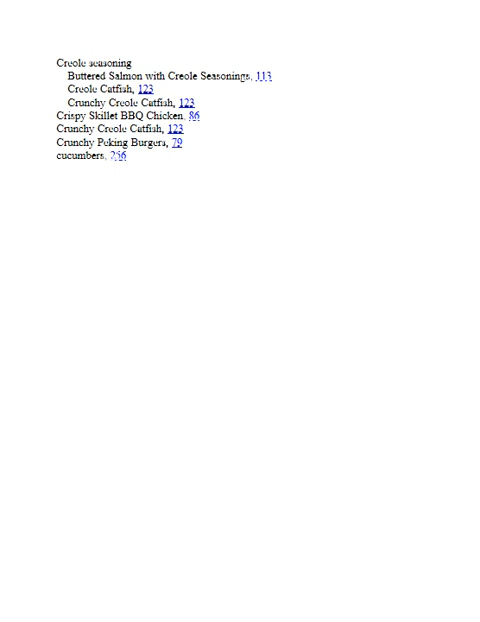 Creole seasoning
Buttered Salmon with Creole Seasonings, 113
Creole Catfish, 123
Crunchy Creole Catfish, 123
Crispy Skillet BBQ Chicken, 86
Crunchy Creole Catfish, 123
Crunchy Peking Burgers, 79
cucumbers, 256